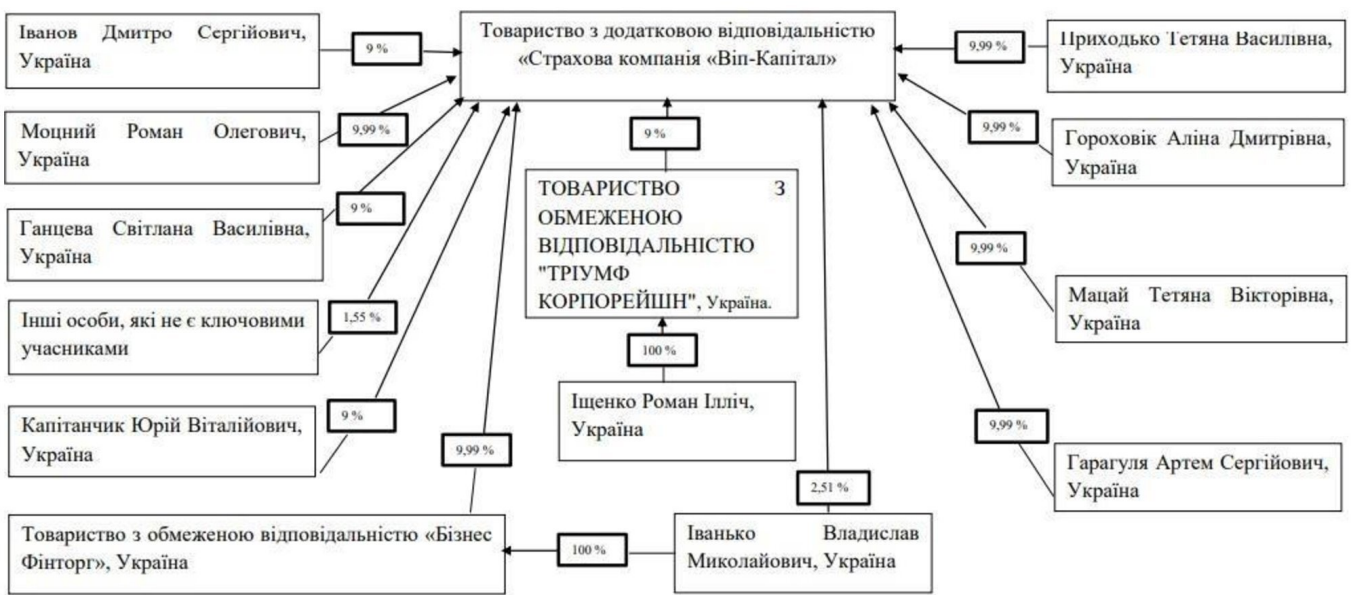 Товариство з додатковою відповідальністю
«Страхова компанія «Віп-Капітал»
Іванов Дмитро Сергійович,
Україна
9 %
Моцний Роман Олегович,
Україна
9,99 %
Ганцева Світлана Василівна,
Україна
9 %
Інші особи, які не є ключовими
учасниками
1,55 %
Капітанчик Юрій Віталійович,
Україна
9 %
Товариство з обмеженою відповідальністю «Бізнес
Фінторг», Україна
9,99 %
100 %
9 %
ТОВАРИСТВО З
ОБМЕЖЕНОЮ
ВІДПОВІДАЛЬНІСТЮ
"ТРІУМФ
КОРПОРЕЙШН", Україна.
100 %
Іщенко Роман Ілліч,
Україна
2,51 %
Іванько Владислав
Миколайович, Україна
9,99 %
Приходько Тетяна Василівна,
Україна
9,99 %
Гороховік Аліна Дмитрівна,
Україна
9,99 %
Мацай Тетяна Вікторівна,
Україна
9,99 %
Гарагуля Артем Сергійович,
Україна